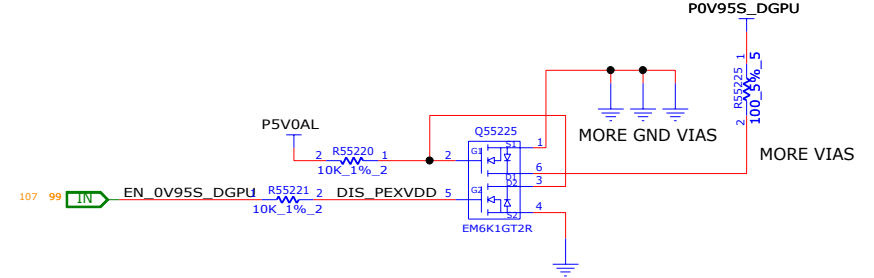 P0V95S_DGPU
1
R55225
100_5%_5
2
P5V0AL
R55220
2
1
10K_1%_2
Q55225
2
G1
S1
1
MORE GND VIAS
MORE VIAS
6
D1
D2
3
107 99 IN
EN_0V95S_DGPU
1
R55221
2
10K_1%_2
DIS_PEXVDD
5
G2
S2
4
EM6K1GT2R